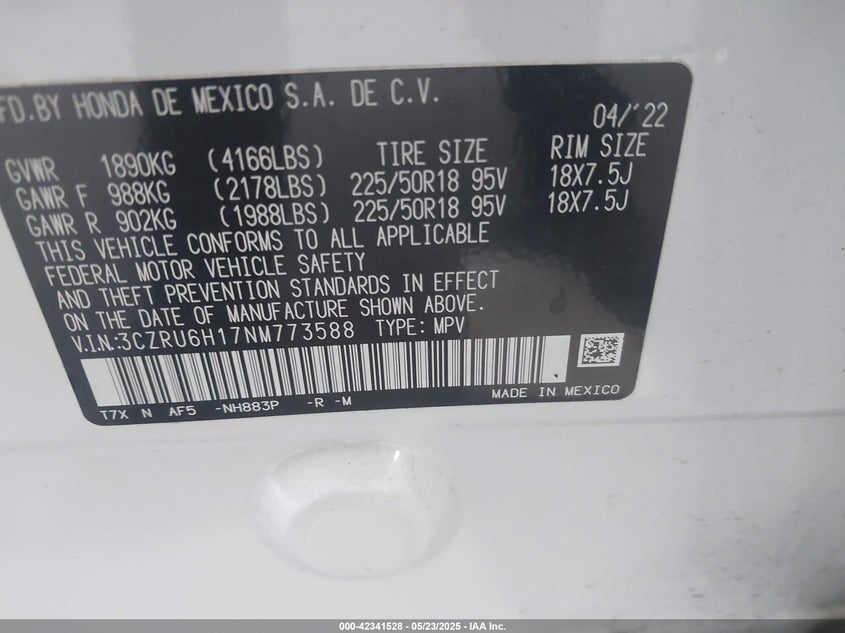 FD.BY HONDA DE MEXICO S.A. DE C.V.
04/'22
GVWR 1890KG (4166LBS) TIRE SIZE RIM SIZE
GAWR F 988KG (2178LBS) 225/50R18 95V 18X7.5J
GAWR R 902KG (1988LBS) 225/50R18 95V 18X7.5J
THIS VEHICLE CONFORMS TO ALL APPLICABLE
FEDERAL MOTOR VEHICLE SAFETY
AND THEFT PREVENTION STANDARDS IN EFFECT
ON THE DATE OF MANUFACTURE SHOWN ABOVE.
V.I.N.:3CZRU6H17NM773588 TYPE: MPV
MADE IN MEXICO
T7X N AF5 -NH883P -R -M
000-42341528 | 05/23/2025 | IAA Inc.